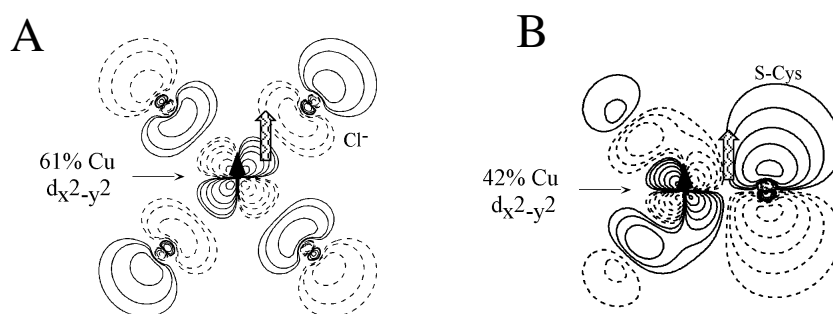 A
61% Cu
dx²-y²
Cl⁻
B
S-Cys
42% Cu
dx²-y²